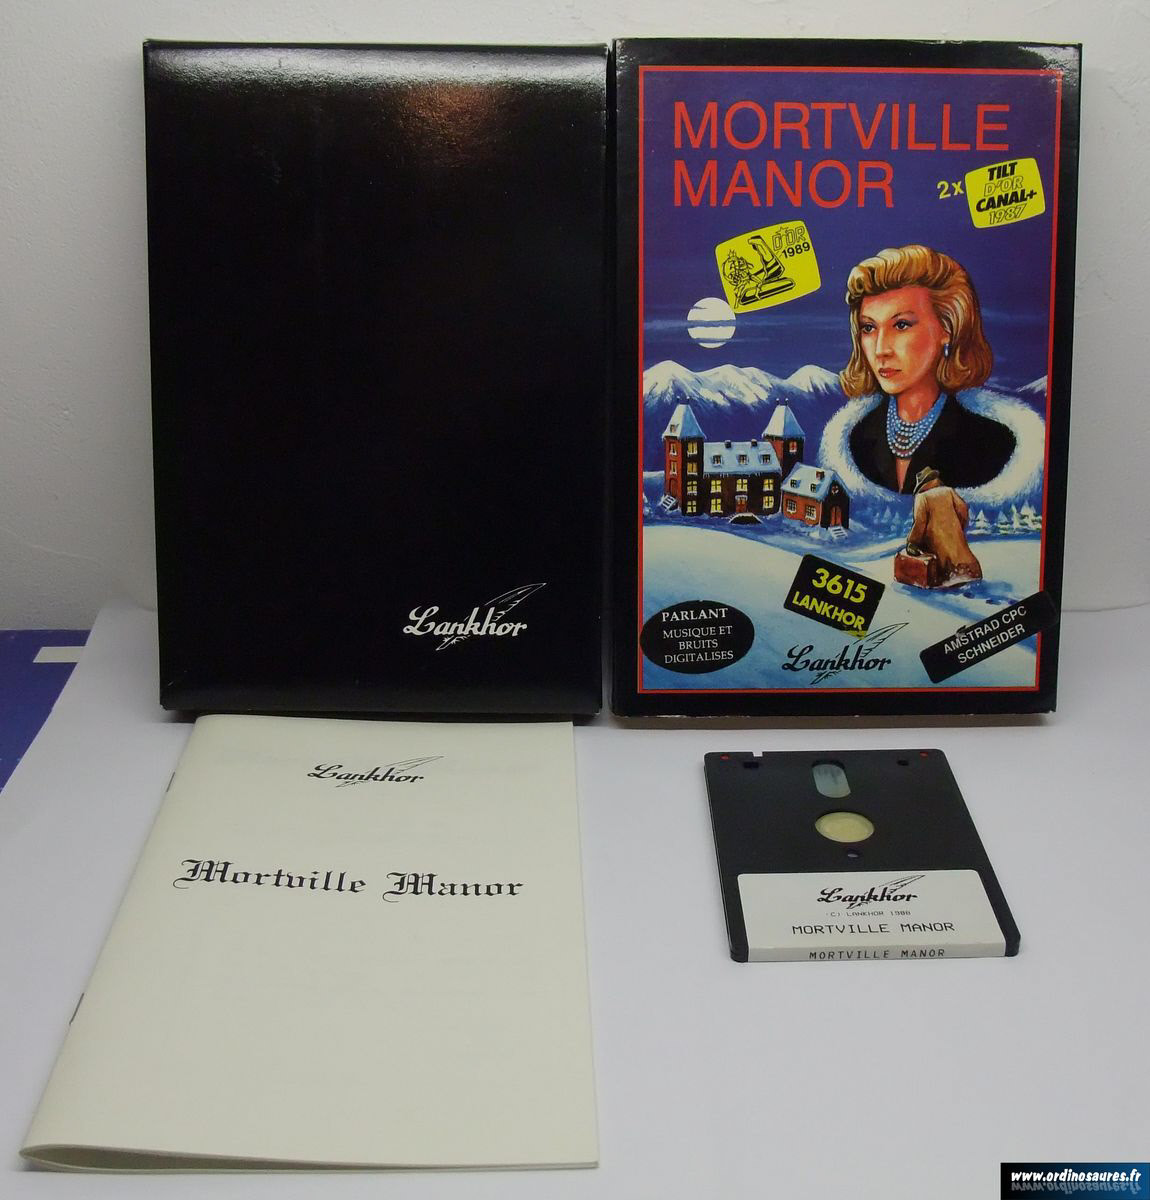 MORTVILLE
MANOR
2x
TILT
D'OR
CANAL+
1987
D'OR
1989
3615
LANKHOR
PARLANT
MUSIQUE ET
BRUITS
DIGITALISES
Lankhor
AMSTRAD CPC
SCHNEIDER
Lankhor
Lankhor
Mortville Manor
Lankhor
(C) LANKHOR 1988
MORTVILLE MANOR
MORTVILLE MANOR
www.ordinosaures.fr